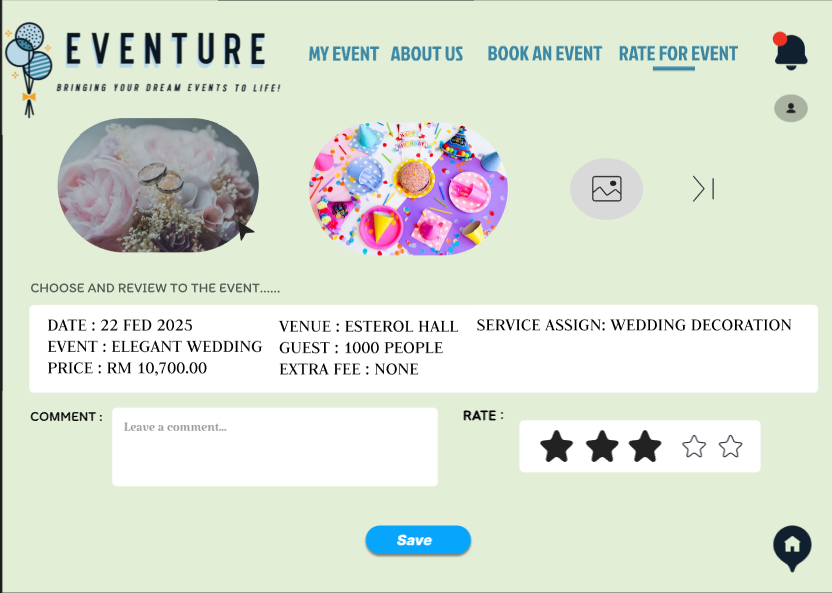 EVENTURE
BRINGING YOUR DREAM EVENTS TO LIFE!
MY EVENT ABOUT US BOOK AN EVENT RATE FOR EVENT
HAPPY
BIRTHDAY
CHOOSE AND REVIEW TO THE EVENT......
DATE : 22 FED 2025
EVENT : ELEGANT WEDDING
PRICE : RM 10,700.00
VENUE : ESTEROL HALL
GUEST : 1000 PEOPLE
EXTRA FEE : NONE
SERVICE ASSIGN: WEDDING DECORATION
COMMENT :
Leave a comment...
RATE :
Save